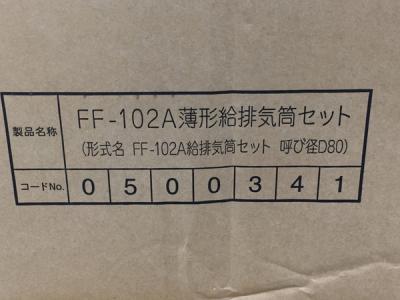 製品名称
FF-102A薄形給排気筒セット
(形式名 FF-102A給排気筒セット 呼び径D80)
コードNo. 0 5 0 0 3 4 1